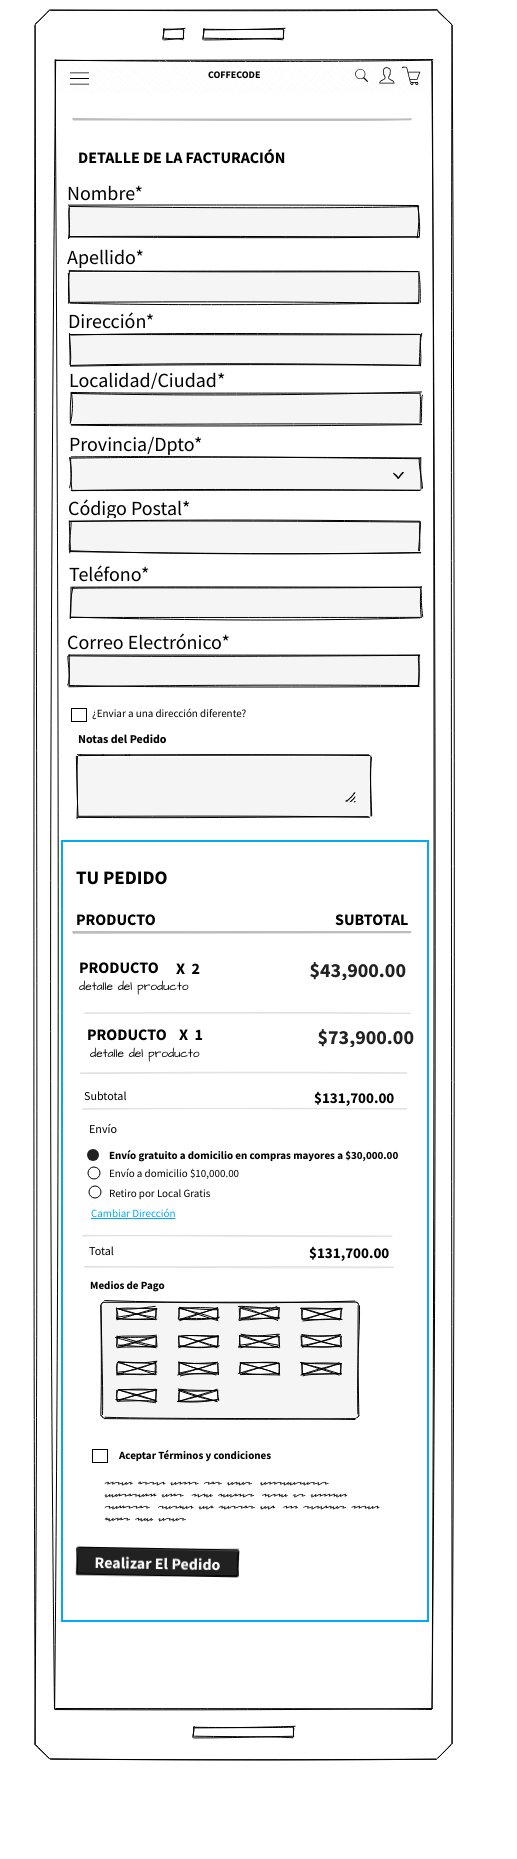 COFFECODE
DETALLE DE LA FACTURACIÓN
Nombre*
Apellido*
Dirección*
Localidad/Ciudad*
Provincia/Dpto*
Código Postal*
Teléfono*
Correo Electrónico*
¿Enviar a una dirección diferente?
Notas del Pedido
TU PEDIDO
PRODUCTO SUBTOTAL
PRODUCTO X 2 $43,900.00
detalle del producto
PRODUCTO X 1 $73,900.00
detalle del producto
Subtotal $131,700.00
Envío
Envío gratuito a domicilio en compras mayores a $30,000.00
Envío a domicilio $10,000.00
Retiro por Local Gratis
Cambiar Dirección
Total $131,700.00
Medios de Pago
Aceptar Términos y condiciones
Realizar El Pedido